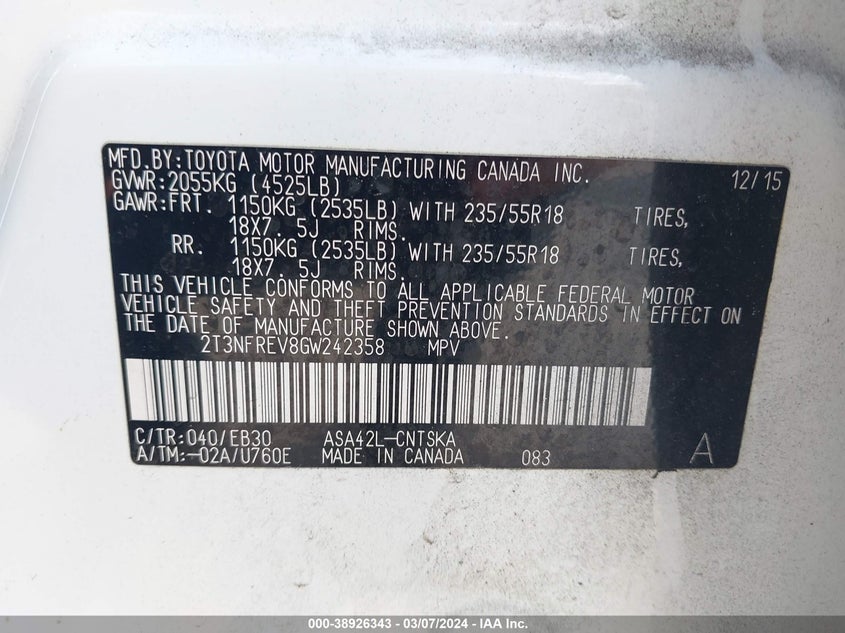 MFD.BY:TOYOTA MOTOR MANUFACTURING CANADA INC. 12/15
GVWR:2055KG (4525LB)
GAWR:FRT. 1150KG (2535LB) WITH 235/55R18 TIRES,
18X7. 5J RIMS.
RR. 1150KG (2535LB) WITH 235/55R18 TIRES,
18X7. 5J RIMS.
THIS VEHICLE CONFORMS TO ALL APPLICABLE FEDERAL MOTOR
VEHICLE SAFETY AND THEFT PREVENTION STANDARDS IN EFFECT ON
THE DATE OF MANUFACTURE SHOWN ABOVE.
2T3NFREV8GW242358 MPV
C/TR:040/EB30 ASA42L-CNTSKA
A/TM:-02A/U760E MADE IN CANADA 083 A
000-38926343 - 03/07/2024 - IAA Inc.